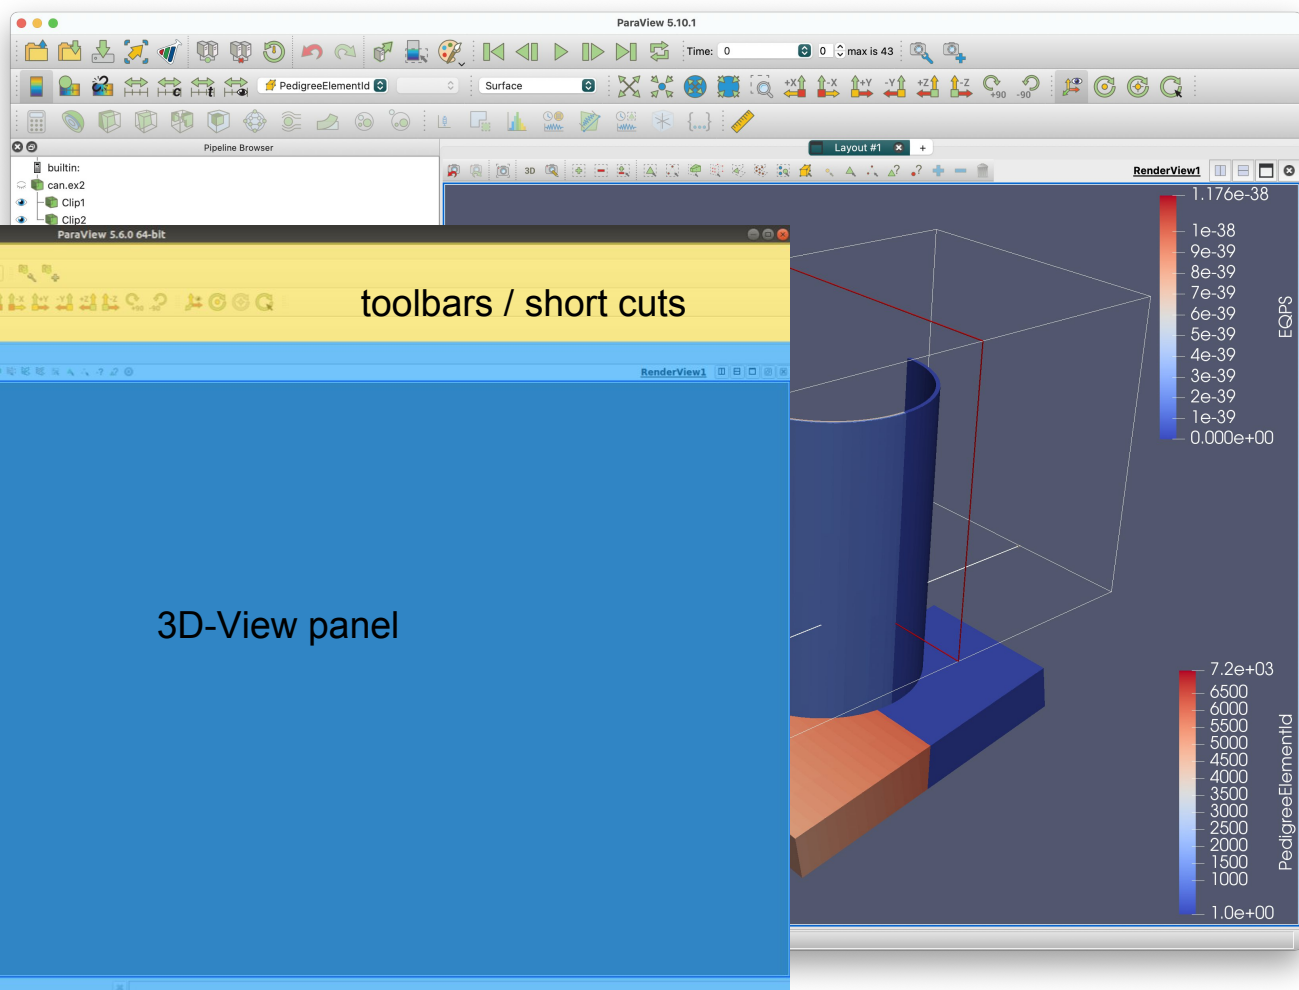 ParaView 5.10.1
Time: 0 0 max is 43
PedigreeElementId Surface +X -X +Y -Y +Z -Z +90 -90
Pipeline Browser
Layout #1 +
builtin:
3D
RenderView1
can.ex2
Clip1
Clip2
1.176e-38
1e-38
9e-39
8e-39
7e-39
6e-39
5e-39
4e-39
3e-39
2e-39
1e-39
0.000e+00
EQPS
ParaView 5.6.0 64-bit
toolbars / short cuts
RenderView1
3D-View panel
7.2e+03
6500
6000
5500
5000
4500
4000
3500
3000
2500
2000
1500
1000
1.0e+00
PedigreeElementId